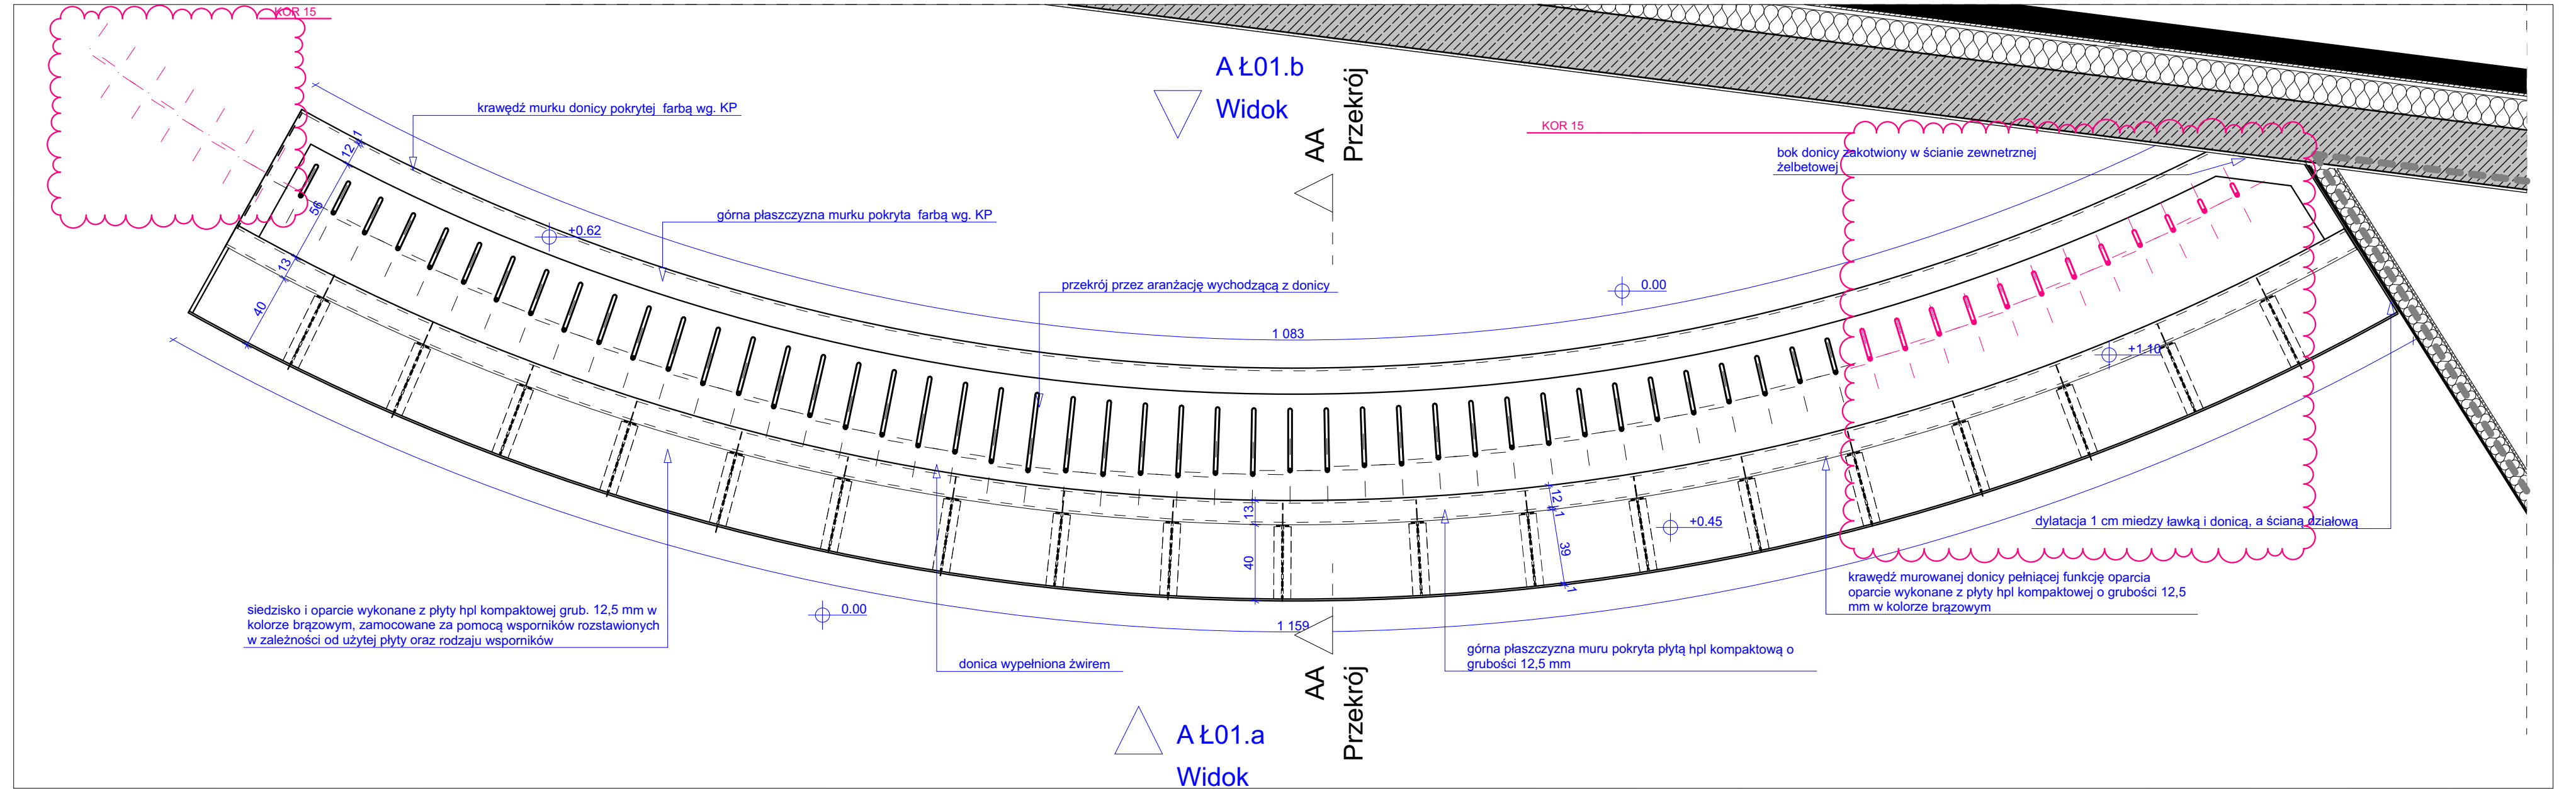 KOR 15
A Ł01.b
Widok
AA
Przekrój
krawędź murku donicy pokrytej farbą wg. KP
KOR 15
bok donicy zakotwiony w ścianie zewnetrznej
żelbetowej
12
1
56
13
40
górna płaszczyzna murku pokryta farbą wg. KP
+0.62
przekrój przez aranżację wychodzącą z donicy
0.00
1 083
+1.10
13
40
12
1
39
1
+0.45
dylatacja 1 cm miedzy ławką i donicą, a ścianą działową
siedzisko i oparcie wykonane z płyty hpl kompaktowej grub. 12,5 mm w
kolorze brązowym, zamocowane za pomocą wsporników rozstawionych
w zależności od użytej płyty oraz rodzaju wsporników
0.00
1 159
krawędź murowanej donicy pełniącej funkcję oparcia
oparcie wykonane z płyty hpl kompaktowej o grubości 12,5
mm w kolorze brązowym
donica wypełniona żwirem
górna płaszczyzna muru pokryta płytą hpl kompaktową o
grubości 12,5 mm
AA
Przekrój
A Ł01.a
Widok